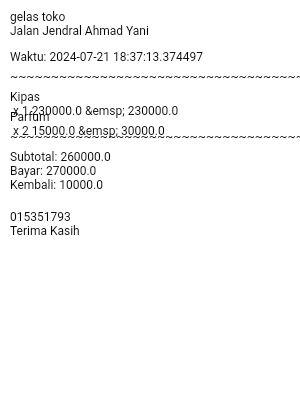 gelas toko
Jalan Jendral Ahmad Yani
Waktu: 2024-07-21 18:37:13.374497
~~~~~~~~~~~~~~~~~~~~~~~~~~~~~~~~~~~~
Kipas
x 1 230000.0 &emsp; 230000.0
Parfum
x 2 15000.0 &emsp; 30000.0
~~~~~~~~~~~~~~~~~~~~~~~~~~~~~~~~~~~~
Subtotal: 260000.0
Bayar: 270000.0
Kembali: 10000.0
015351793
Terima Kasih